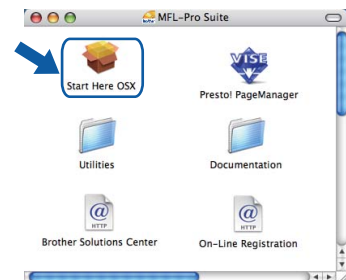 MFL-Pro Suite
Start Here OSX
VISE
Presto! PageManager
Utilities
Documentation
@
HTTP
Brother Solutions Center
@
HTTP
On-Line Registration